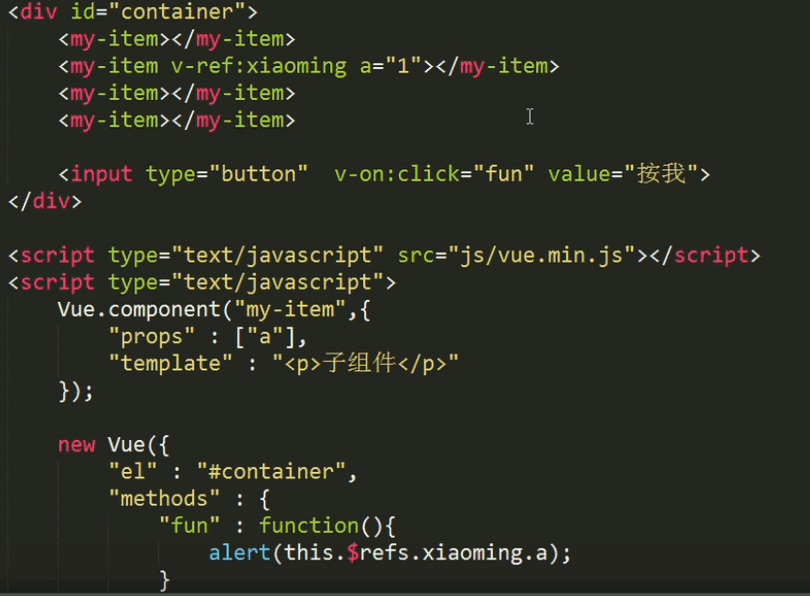 <div id="container">
    <my-item></my-item>
    <my-item v-ref:xiaoming a="1"></my-item>
    <my-item></my-item>
    <my-item></my-item>
    <input type="button"  v-on:click="fun" value="按我">
</div>
<script type="text/javascript" src="js/vue.min.js"></script>
<script type="text/javascript">
    Vue.component("my-item",{
        "props" : ["a"],
        "template" : "<p>子组件</p>"
    });
    new Vue({
        "el" : "#container",
        "methods" : {
            "fun" : function(){
                alert(this.$refs.xiaoming.a);
            }